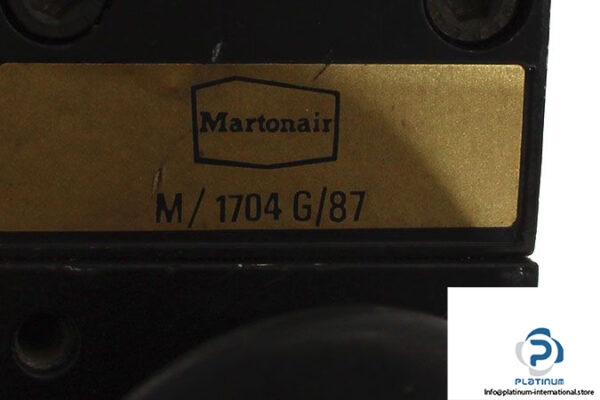 Martonair
M/ 1704 G/87
PLATINUM
info@platinum-international.store